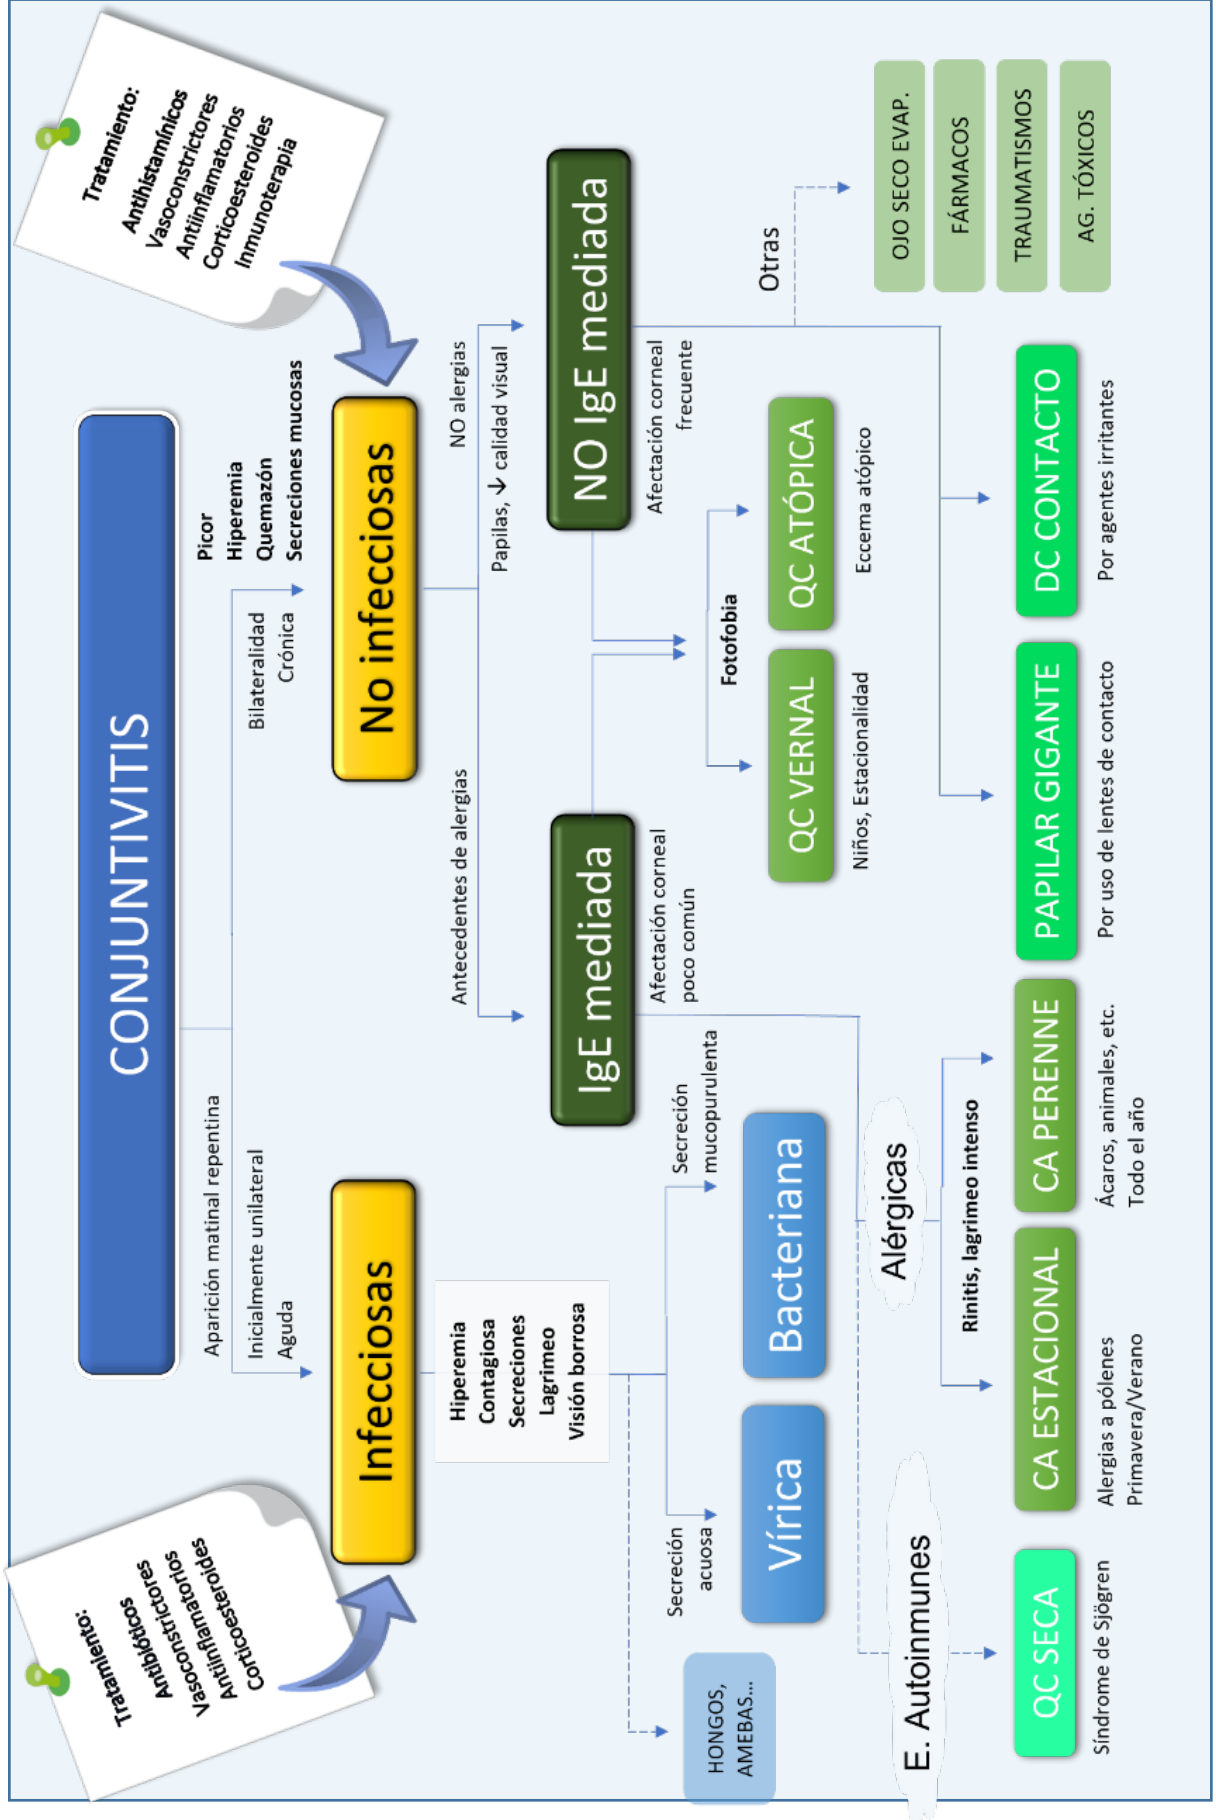 CONJUNTIVITIS
Tratamiento:
Antibióticos
Vasoconstrictores
Antiinflamatorios
Corticoesteroides
Tratamiento:
Antihistamínicos
Vasoconstrictores
Antiinflamatorios
Corticoesteroides
Inmunoterapia
Aparición matinal repentina
Inicialmente unilateral
Aguda
Bilateralidad
Crónica
Picor
Hiperemia
Quemazón
Secreciones mucosas
Infecciosas
No infecciosas
Hiperemia
Contagiosa
Secreciones
Lagrimeo
Visión borrosa
Antecedentes de alergias
NO alergias
Papilas, ↓ calidad visual
IgE mediada
NO IgE mediada
Afectación corneal
poco común
Afectación corneal
frecuente
Secreción
acuosa
Secreción
mucopurulenta
HONGOS,
AMEBAS...
Vírica
Bacteriana
Fotofobia
QC VERNAL
QC ATÓPICA
Niños, Estacionalidad
Eccema atópico
Otras
OJO SECO EVAP.
FÁRMACOS
TRAUMATISMOS
AG. TÓXICOS
E. Autoinmunes
Alérgicas
Rinitis, lagrimeo intenso
QC SECA
CA ESTACIONAL
CA PERENNE
PAPILAR GIGANTE
DC CONTACTO
Síndrome de Sjögren
Alergias a pólenes
Primavera/Verano
Ácaros, animales, etc.
Todo el año
Por uso de lentes de contacto
Por agentes irritantes